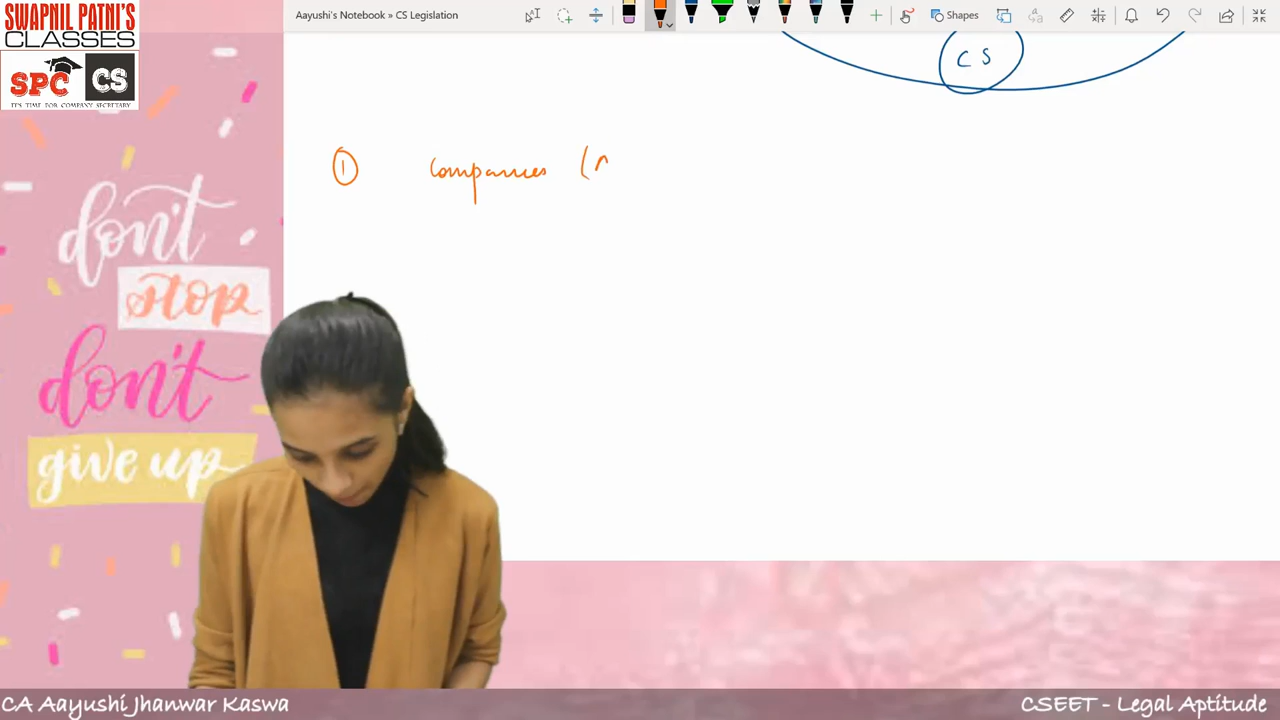 SWAPNIL PATNI'S
CLASSES
SPC CS
IT'S TIME FOR COMPANY SECRETARY
Aayushi's Notebook » CS Legislation
Shapes
CS
① Companies (
don't
stop
don't
give up
CA Aayushi Jhanwar Kaswa
CSEET - Legal Aptitude